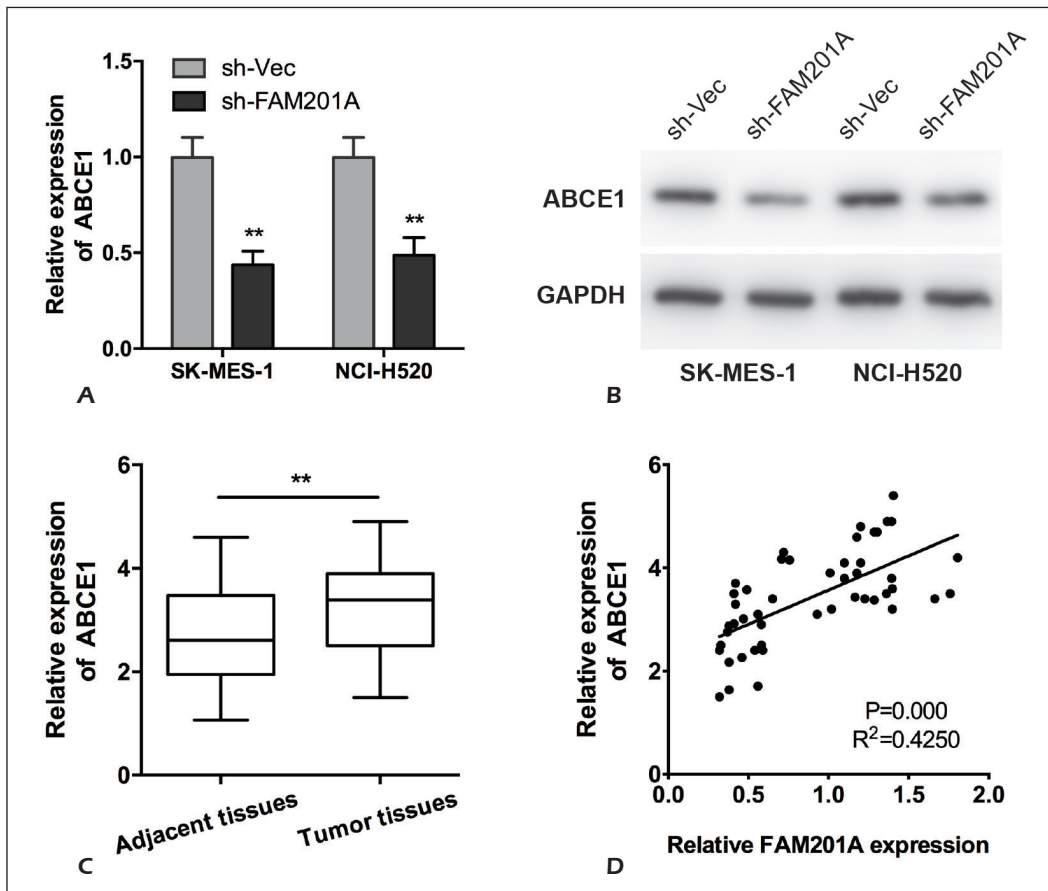 1.5
1.0
0.5
0.0
Relative expression
of ABCE1
sh-Vec
sh-FAM201A
**
**
SK-MES-1
NCI-H520
A
sh-Vec
sh-FAM201A
sh-Vec
sh-FAM201A
ABCE1
GAPDH
SK-MES-1
NCI-H520
B
6
4
2
0
Relative expression
of ABCE1
**
Adjacent tissues
Tumor tissues
C
6
4
2
0
Relative expression
of ABCE1
P=0.000
R²=0.4250
0.0
0.5
1.0
1.5
2.0
Relative FAM201A expression
D